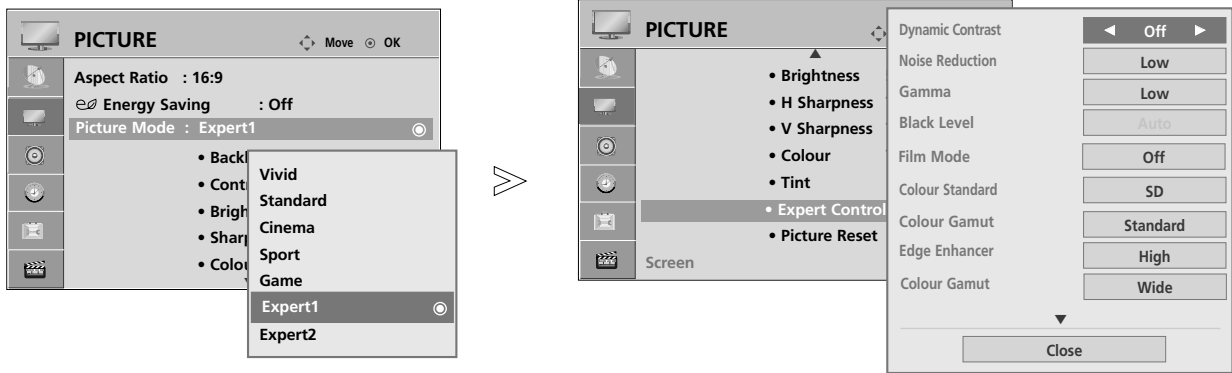 PICTURE
Move OK
Aspect Ratio : 16:9
Energy Saving : Off
Picture Mode : Expert1
• Back
• Cont
• Brigh
• Shar
• Colou
Vivid
Standard
Cinema
Sport
Game
Expert1
Expert2
PICTURE
• Brightness
• H Sharpness
• V Sharpness
• Colour
• Tint
• Expert Control
• Picture Reset
Screen
Dynamic Contrast Off
Noise Reduction Low
Gamma Low
Black Level Auto
Film Mode Off
Colour Standard SD
Colour Gamut Standard
Edge Enhancer High
Colour Gamut Wide
Close